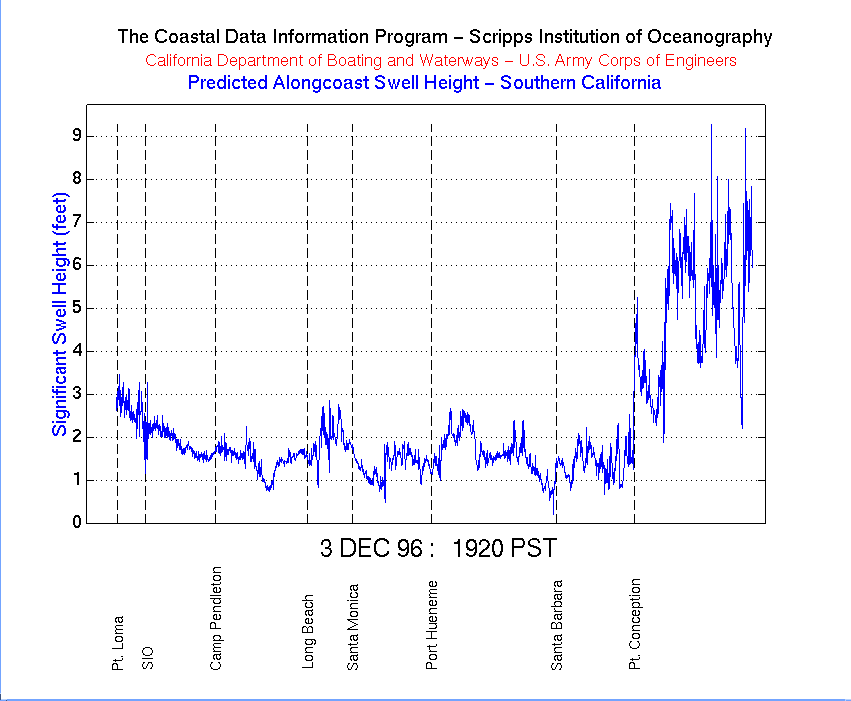 The Coastal Data Information Program – Scripps Institution of Oceanography
California Department of Boating and Waterways – U.S. Army Corps of Engineers
Predicted Alongcoast Swell Height – Southern California
Significant Swell Height (feet)
9
8
7
6
5
4
3
2
1
0
3 DEC 96 : 1920 PST
Pt. Loma
SIO
Camp Pendleton
Long Beach
Santa Monica
Port Hueneme
Santa Barbara
Pt. Conception